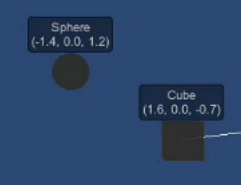 Sphere
(-1.4, 0.0, 1.2)
Cube
(1.6, 0.0, -0.7)